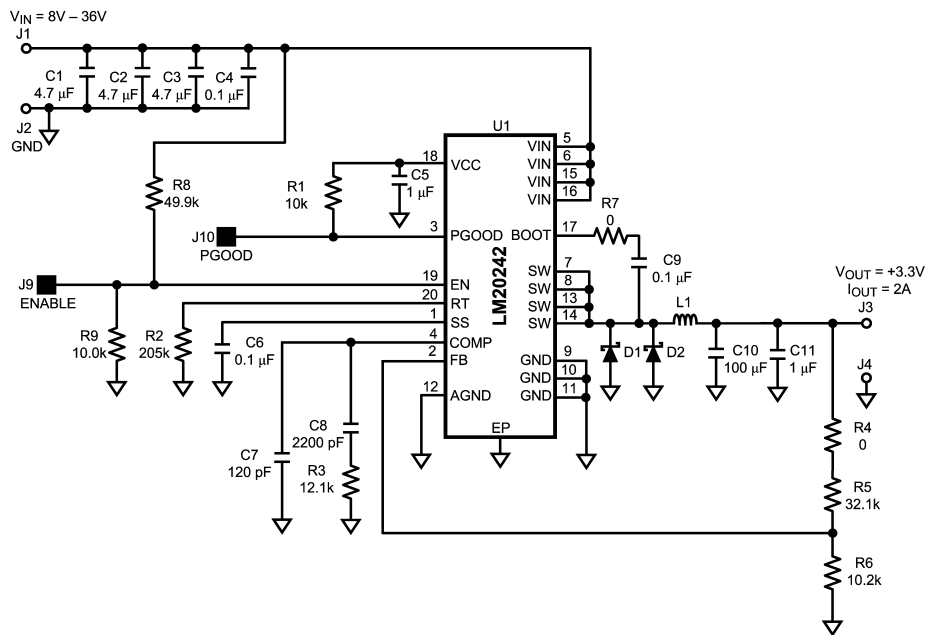 VIN = 8V – 36V
J1
C1
4.7 µF
C2
4.7 µF
C3
4.7 µF
C4
0.1 µF
J2
GND
U1
LM20242
R8
49.9k
R1
10k
18
VCC
C5
1 µF
J10
PGOOD
3
PGOOD
J9
ENABLE
19
EN
20
RT
1
SS
4
COMP
2
FB
12
AGND
EP
R9
10.0k
R2
205k
C6
0.1 µF
C7
120 pF
C8
2200 pF
R3
12.1k
VIN
5
VIN
6
VIN
15
VIN
16
BOOT
17
R7
0
C9
0.1 µF
SW
7
SW
8
SW
13
SW
14
GND
9
GND
10
GND
11
D1
D2
L1
C10
100 µF
C11
1 µF
VOUT = +3.3V
IOUT = 2A
J3
J4
R4
0
R5
32.1k
R6
10.2k